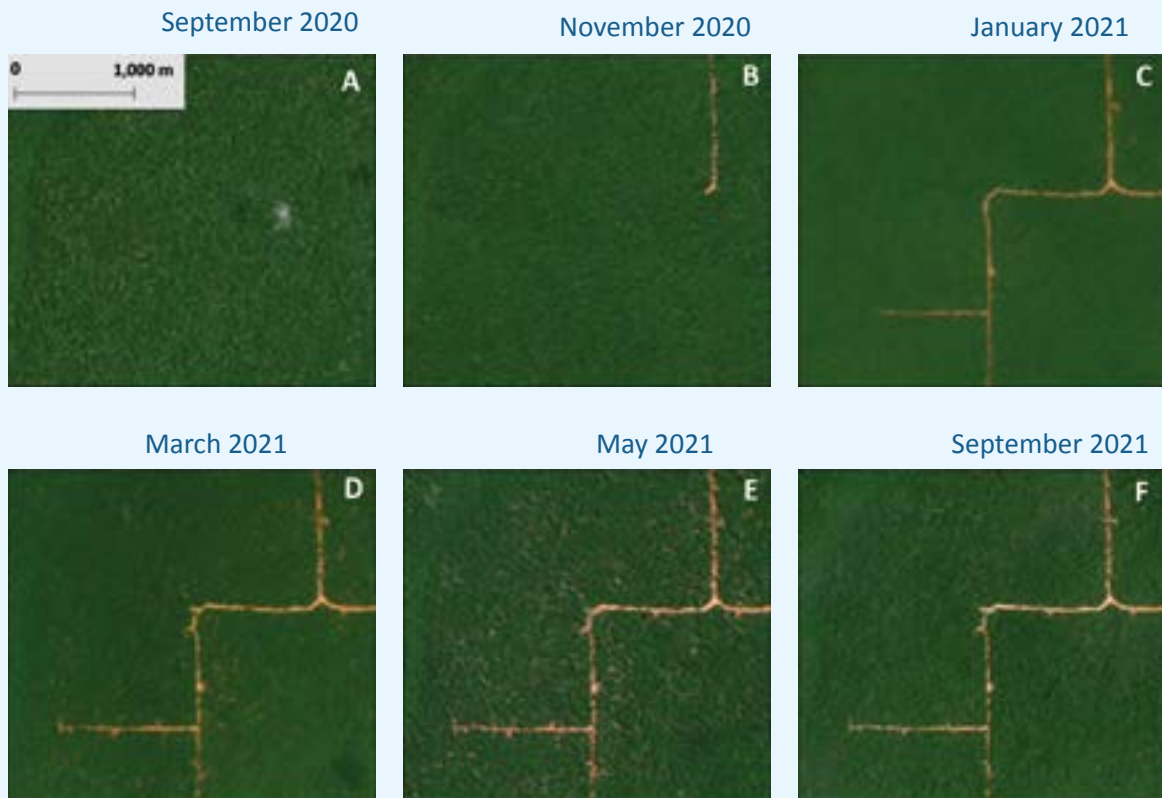 September 2020
November 2020
January 2021
0 1,000 m
A
B
C
March 2021
May 2021
September 2021
D
E
F